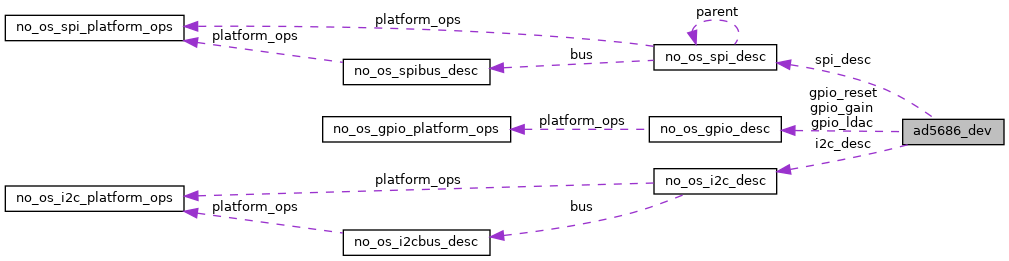 parent
platform_ops
no_os_spi_platform_ops
platform_ops
bus
no_os_spi_desc
spi_desc
no_os_spibus_desc
gpio_reset
gpio_gain
gpio_ldac
platform_ops
no_os_gpio_platform_ops
no_os_gpio_desc
ad5686_dev
i2c_desc
platform_ops
no_os_i2c_desc
no_os_i2c_platform_ops
platform_ops
bus
no_os_i2cbus_desc